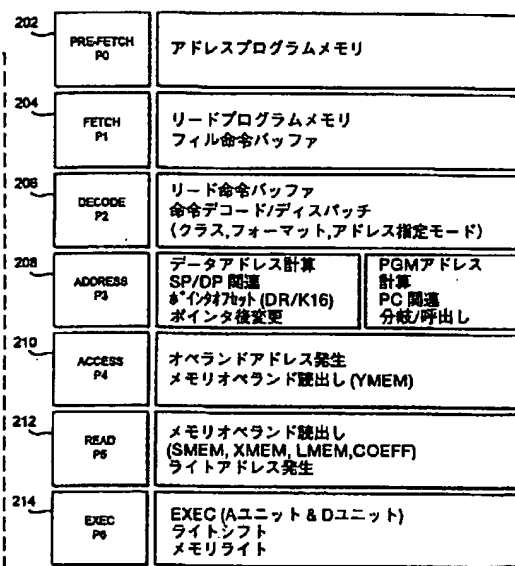 202
PRE-FETCH
P0
アドレスプログラムメモリ
204
FETCH
P1
リードプログラムメモリ
フィル命令バッファ
206
DECODE
P2
リード命令バッファ
命令デコード/ディスパッチ
(クラス,フォーマット,アドレス指定モード)
208
ADDRESS
P3
データアドレス計算
SP/DP 関連
ポインタオフセット (DR/K16)
ポインタ後変更
PGMアドレス
計算
PC 関連
分岐/呼出し
210
ACCESS
P4
オペランドアドレス発生
メモリオペランド読出し (YMEM)
212
READ
P5
メモリオペランド読出し
(SMEM, XMEM, LMEM,COEFF)
ライトアドレス発生
214
EXEC
P6
EXEC (Aユニット & Dユニット)
ライトシフト
メモリライト